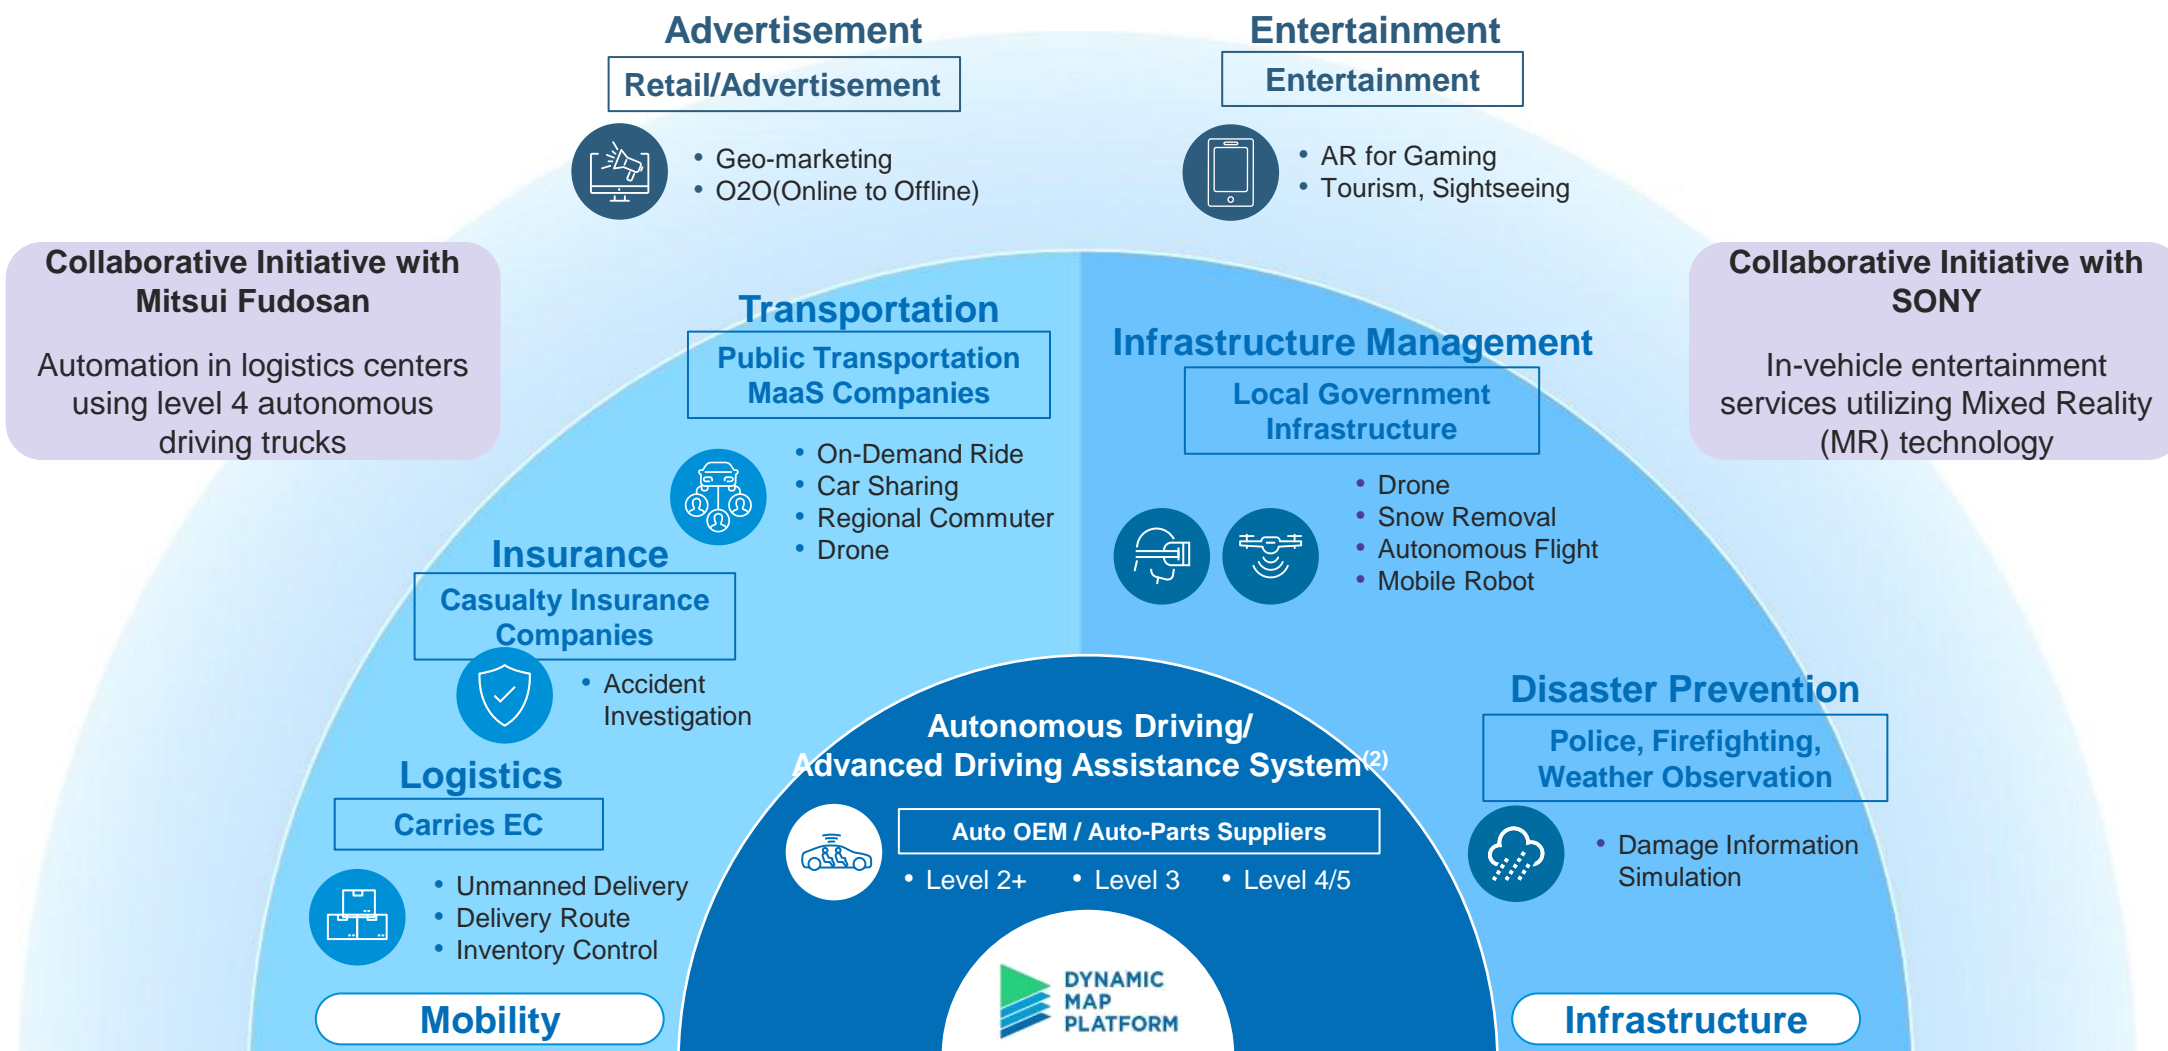 Advertisement
Retail/Advertisement
• Geo-marketing
• O2O(Online to Offline)
Entertainment
Entertainment
• AR for Gaming
• Tourism, Sightseeing
Collaborative Initiative with
Mitsui Fudosan
Automation in logistics centers
using level 4 autonomous
driving trucks
Collaborative Initiative with
SONY
In-vehicle entertainment
services utilizing Mixed Reality
(MR) technology
Transportation
Public Transportation
MaaS Companies
• On-Demand Ride
• Car Sharing
• Regional Commuter
• Drone
Infrastructure Management
Local Government
Infrastructure
• Drone
• Snow Removal
• Autonomous Flight
• Mobile Robot
Insurance
Casualty Insurance
Companies
• Accident
Investigation
Disaster Prevention
Police, Firefighting,
Weather Observation
• Damage Information
Simulation
Logistics
Carries EC
• Unmanned Delivery
• Delivery Route
• Inventory Control
Autonomous Driving/
Advanced Driving Assistance System(2)
Auto OEM / Auto-Parts Suppliers
• Level 2+ • Level 3 • Level 4/5
DYNAMIC
MAP
PLATFORM
Mobility
Infrastructure